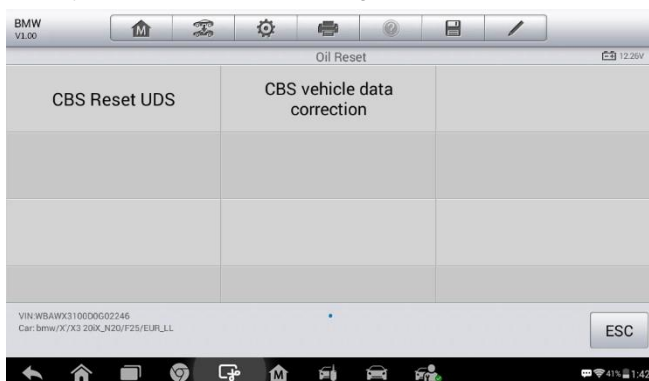 BMW
V1.00
Oil Reset
12.26V
CBS Reset UDS
CBS vehicle data
correction
VIN:WBAWX3100D0G02246
Car: bmw/X'/X3 20iX_N20/F25/EUR_LL
ESC
41% 1:42